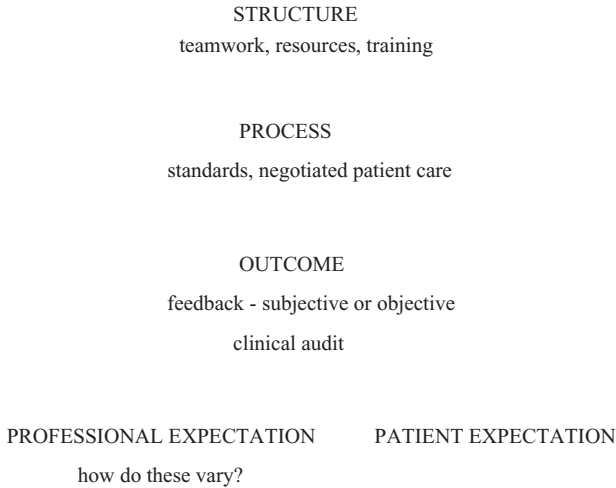 STRUCTURE
teamwork, resources, training
PROCESS
standards, negotiated patient care
OUTCOME
feedback - subjective or objective
clinical audit
PROFESSIONAL EXPECTATION PATIENT EXPECTATION
how do these vary?